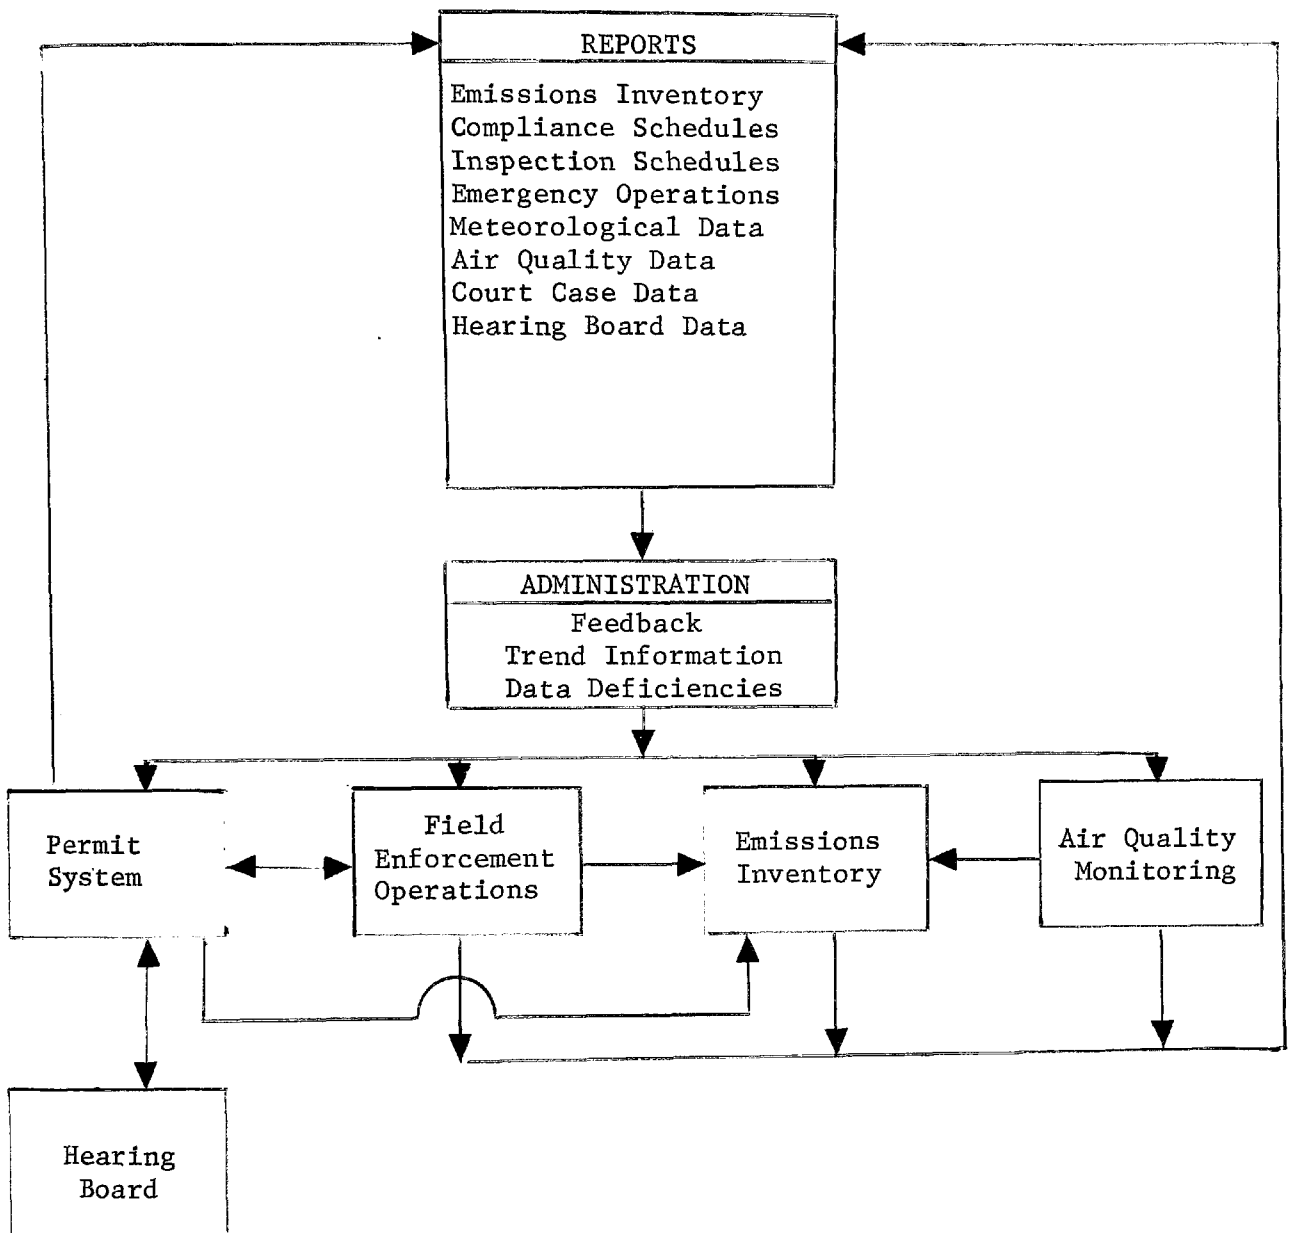 REPORTS
Emissions Inventory
Compliance Schedules
Inspection Schedules
Emergency Operations
Meteorological Data
Air Quality Data
Court Case Data
Hearing Board Data
ADMINISTRATION
Feedback
Trend Information
Data Deficiencies
Permit
System
Field
Enforcement
Operations
Emissions
Inventory
Air Quality
Monitoring
Hearing
Board